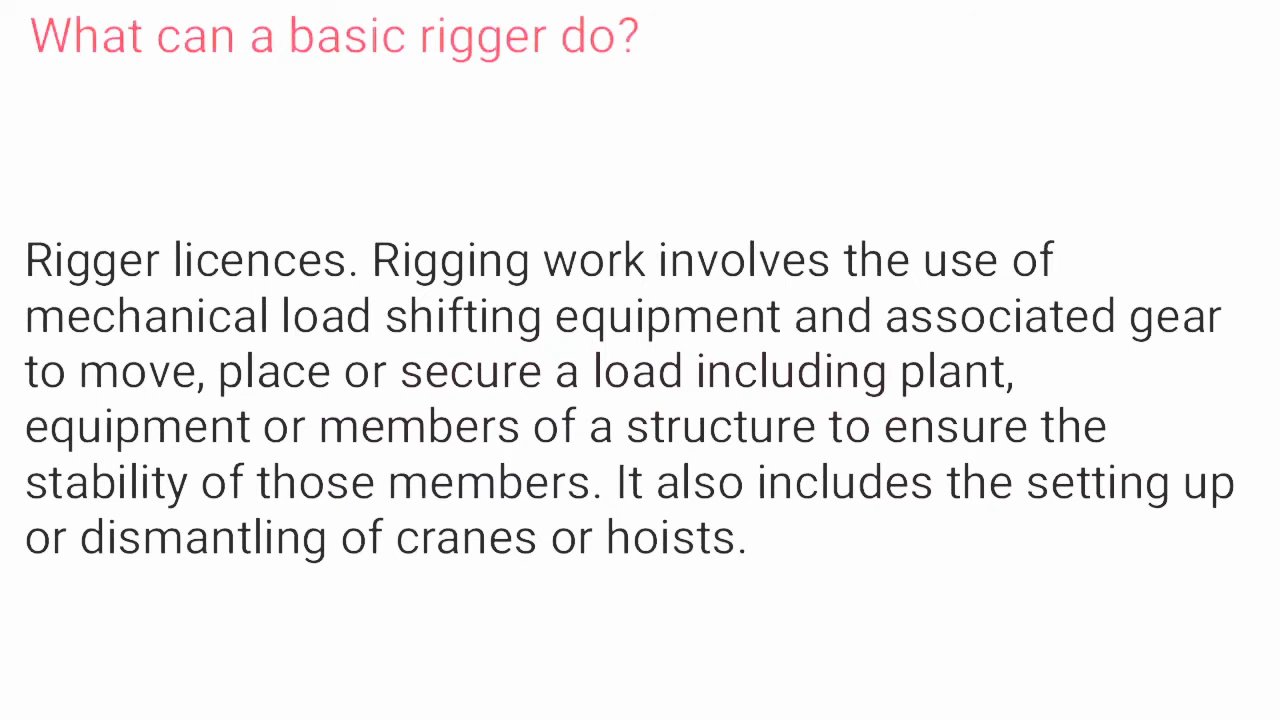 What can a basic rigger do?
Rigger licences. Rigging work involves the use of
mechanical load shifting equipment and associated gear
to move, place or secure a load including plant,
equipment or members of a structure to ensure the
stability of those members. It also includes the setting up
or dismantling of cranes or hoists.